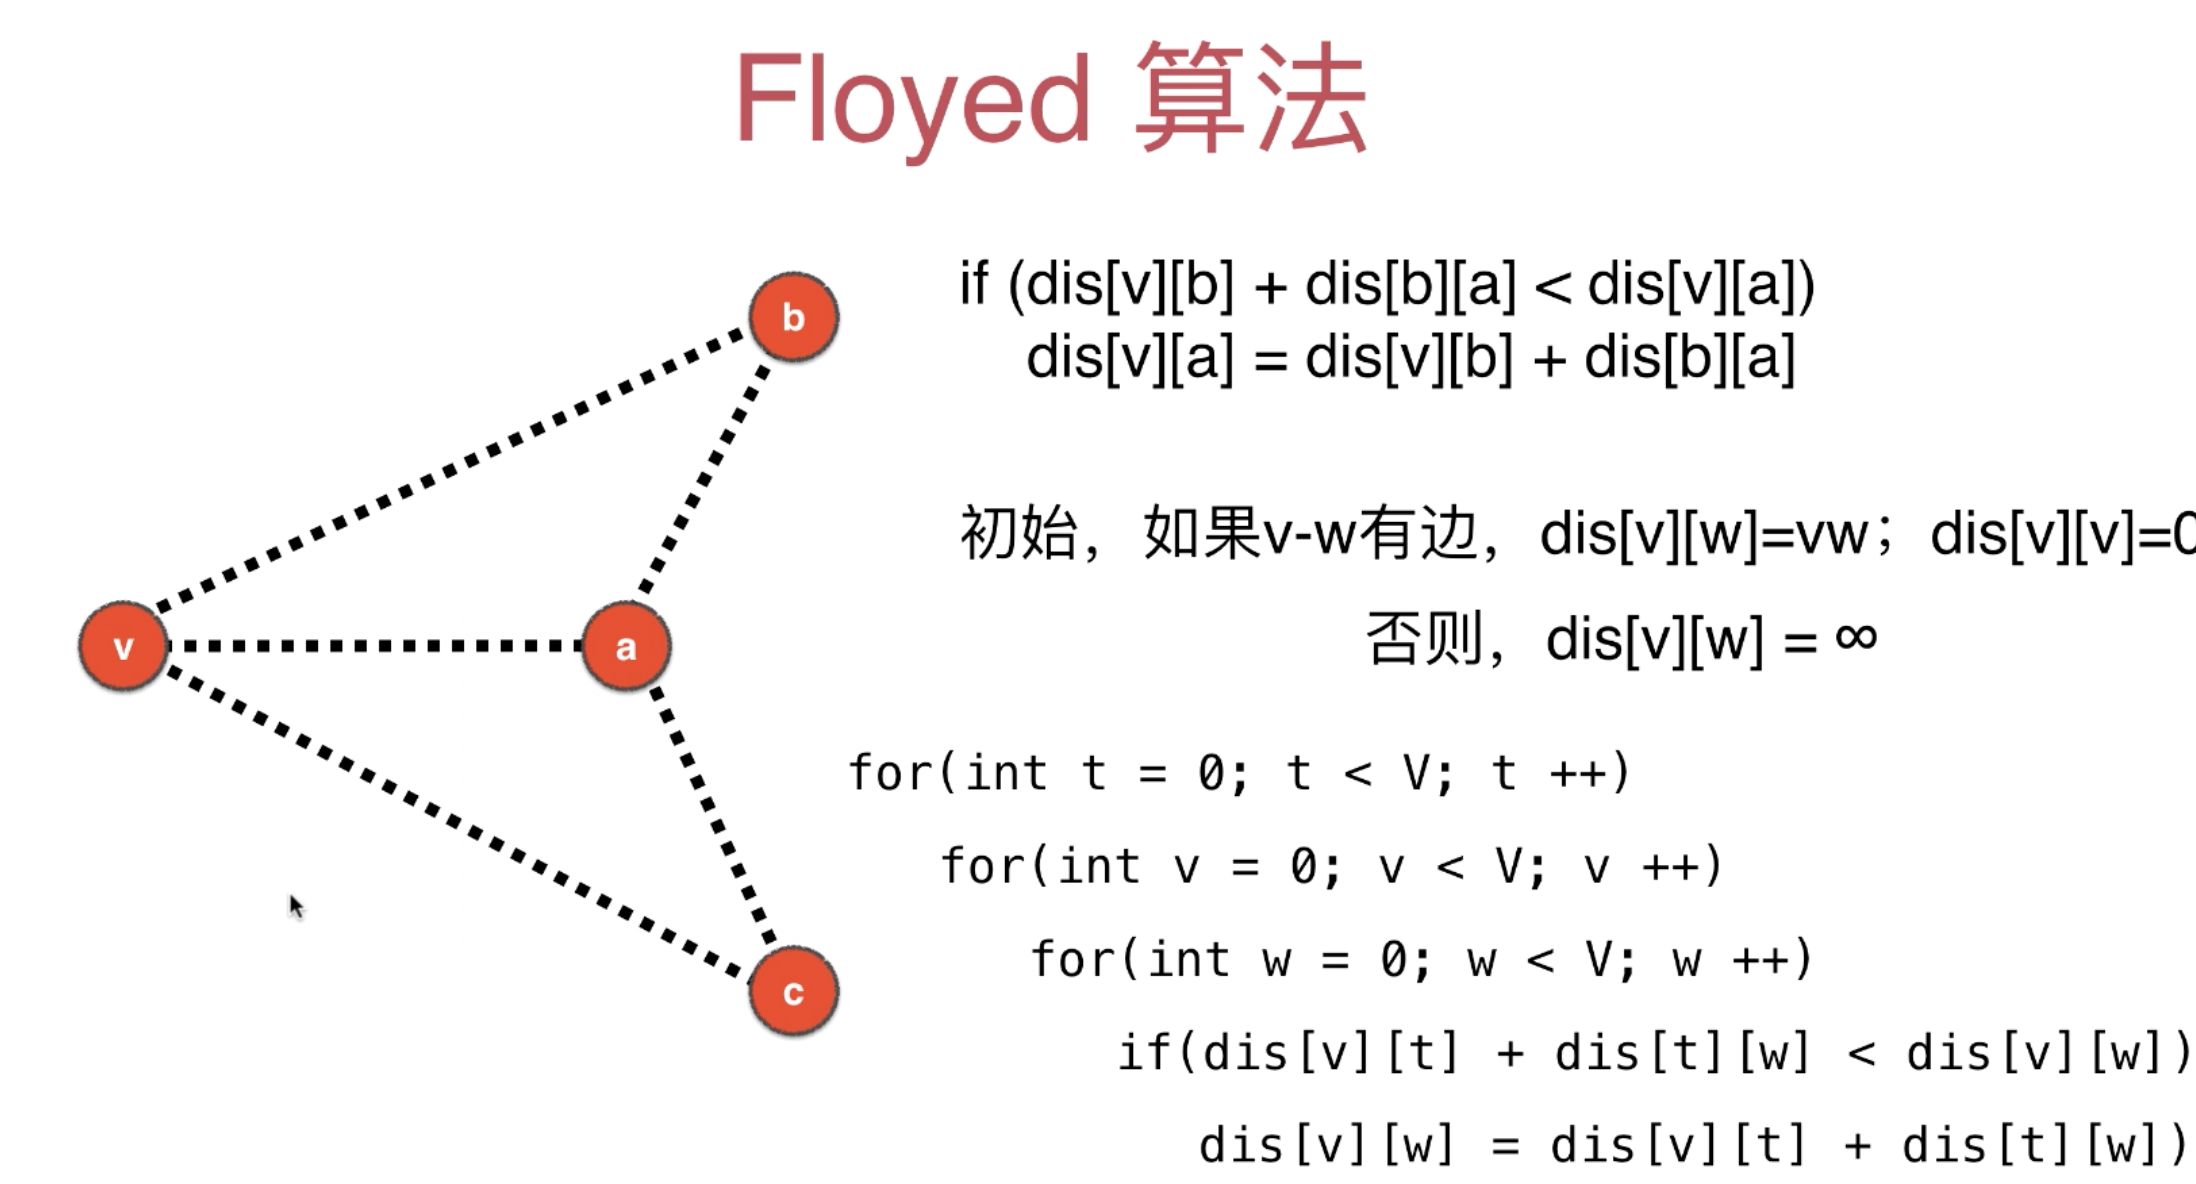 Floyed 算法
b
if (dis[v][b] + dis[b][a] < dis[v][a])
dis[v][a] = dis[v][b] + dis[b][a]
初始，如果v-w有边，dis[v][w]=vw；dis[v][v]=0
否则，dis[v][w] = ∞
v
a
for(int t = 0; t < V; t ++)
for(int v = 0; v < V; v ++)
for(int w = 0; w < V; w ++)
c
if(dis[v][t] + dis[t][w] < dis[v][w])
dis[v][w] = dis[v][t] + dis[t][w])